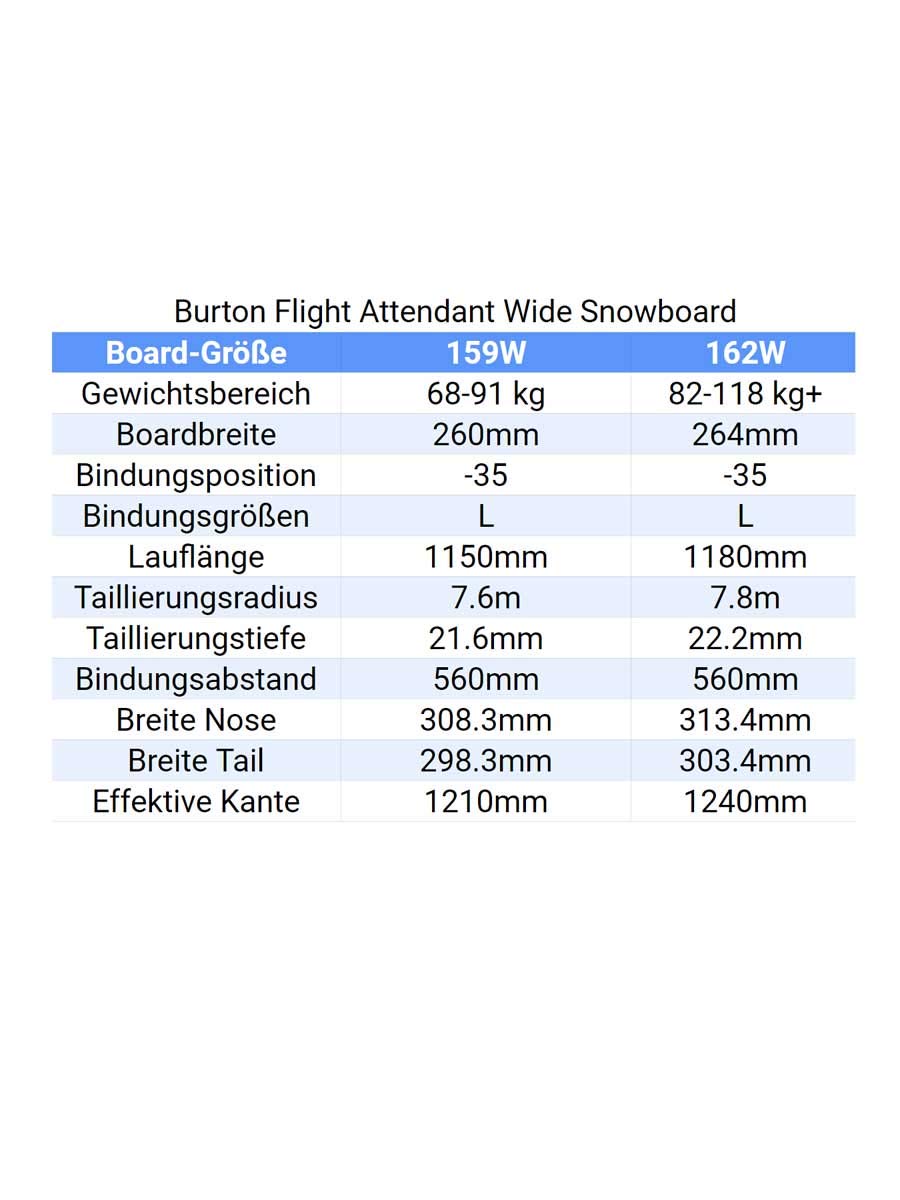 Burton Flight Attendant Wide Snowboard
Board-Größe 159W 162W
Gewichtsbereich 68-91 kg 82-118 kg+
Boardbreite 260mm 264mm
Bindungsposition -35 -35
Bindungsgrößen L L
Lauflänge 1150mm 1180mm
Taillierungsradius 7.6m 7.8m
Taillierungstiefe 21.6mm 22.2mm
Bindungsabstand 560mm 560mm
Breite Nose 308.3mm 313.4mm
Breite Tail 298.3mm 303.4mm
Effektive Kante 1210mm 1240mm